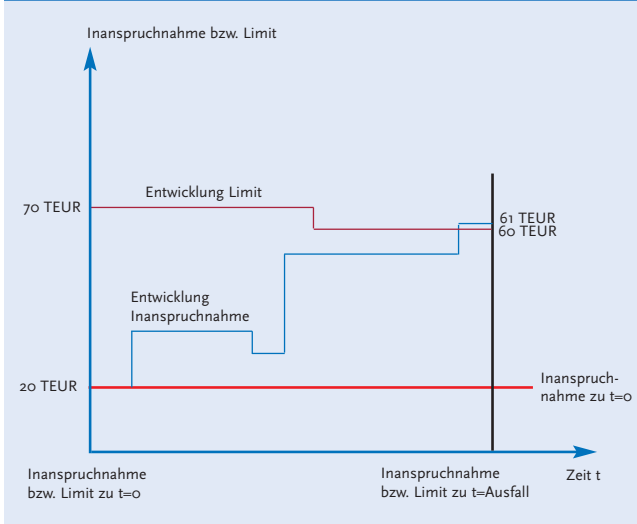 Inanspruchnahme bzw. Limit
Entwicklung Limit
70 TEUR
61 TEUR
60 TEUR
Entwicklung
Inanspruchnahme
20 TEUR
Inanspruch-
nahme zu t=0
Inanspruchnahme
bzw. Limit zu t=0
Inanspruchnahme
bzw. Limit zu t=Ausfall
Zeit t